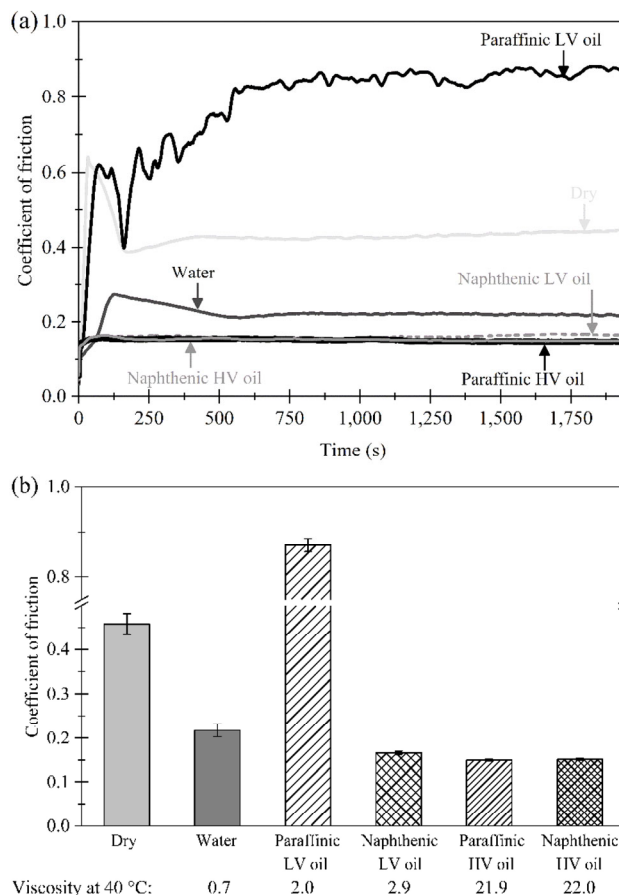 (a)
1.0
0.8
0.6
0.4
0.2
0.0
Coefficient of friction
Paraffinic LV oil
Dry
Water
Naphthenic LV oil
Naphthenic HV oil
Paraffinic HV oil
0 250 500 750 1,000 1,250 1,500 1,750
Time (s)
(b)
1.0
0.8
0.4
0.3
0.2
0.1
0.0
Coefficient of friction
Dry Water Paraffinic Naphthenic Paraffinic Naphthenic
LV oil LV oil HV oil HV oil
Viscosity at 40 °C: 0.7 2.0 2.9 21.9 22.0